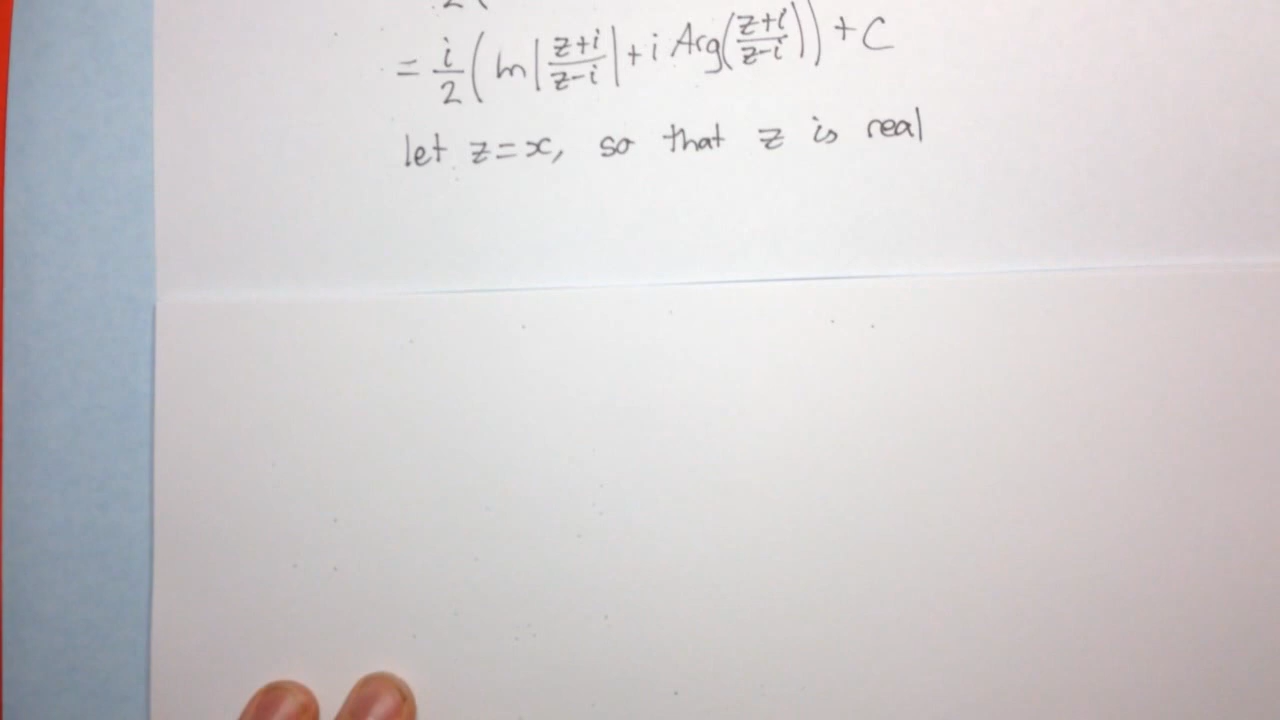 = i/2 ( ln |z+i/z-i| + i Arg(z+i/z-i)) + C
let z=x, so that z is real